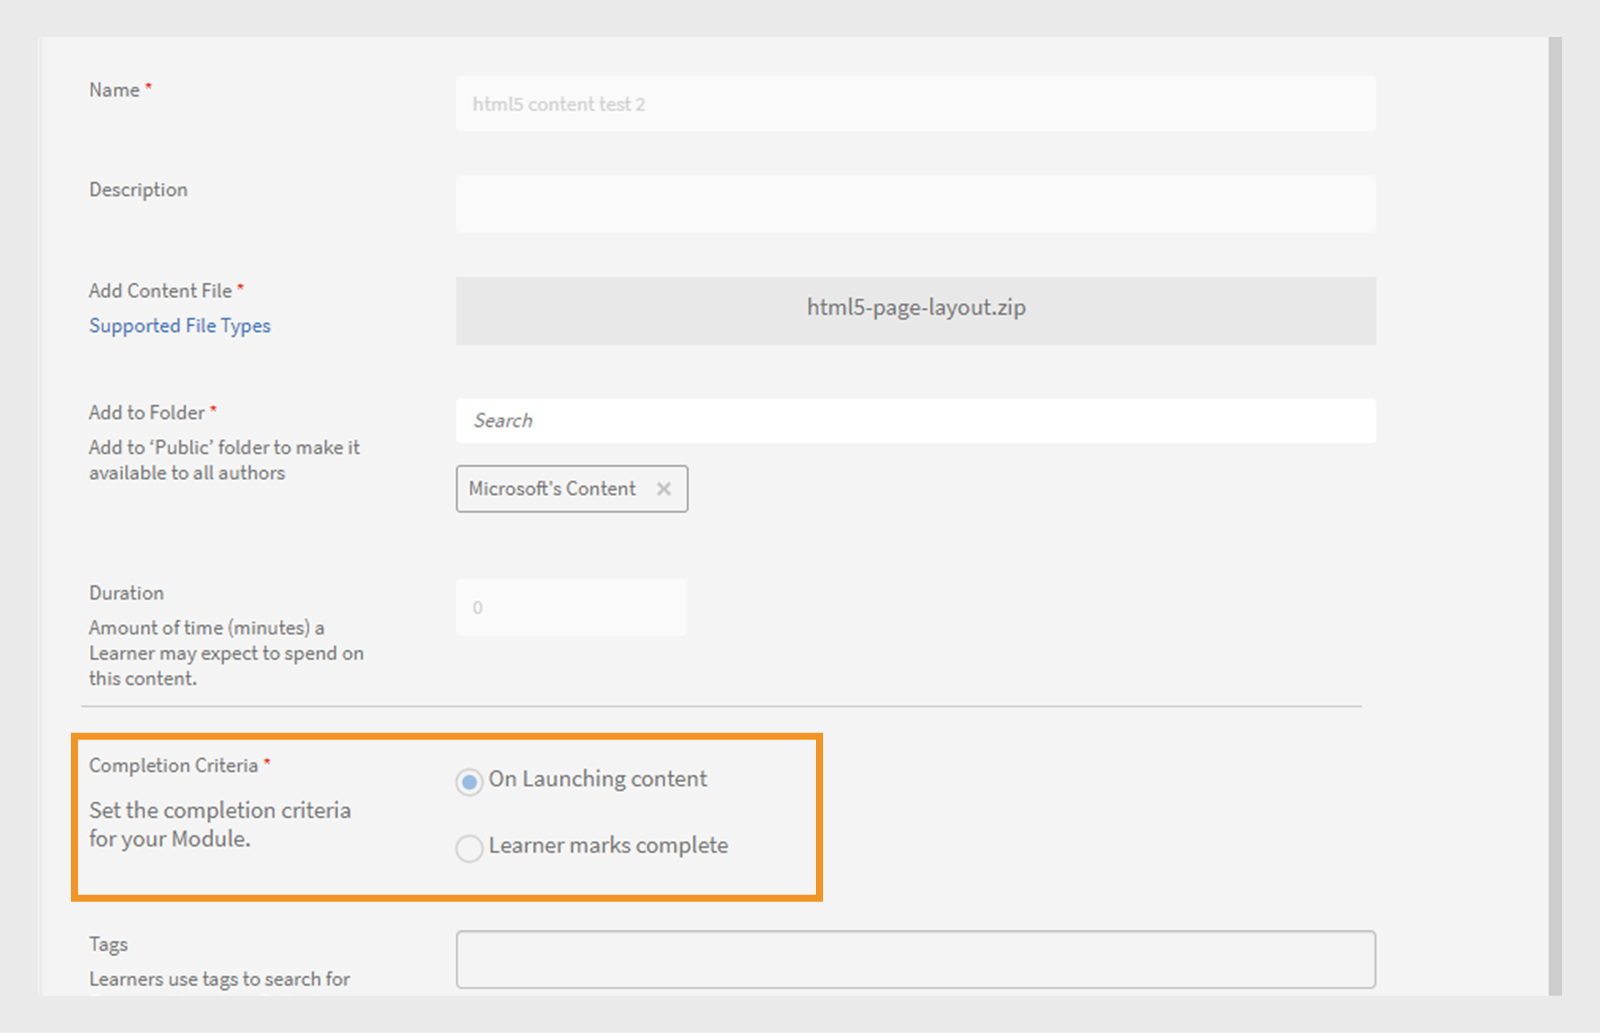 Name *
html5 content test 2
Description
Add Content File *
Supported File Types
html5-page-layout.zip
Add to Folder *
Add to ‘Public’ folder to make it
available to all authors
Search
Microsoft's Content ✕
Duration
Amount of time (minutes) a
Learner may expect to spend on
this content.
0
Completion Criteria *
Set the completion criteria
for your Module.
On Launching content
Learner marks complete
Tags
Learners use tags to search for